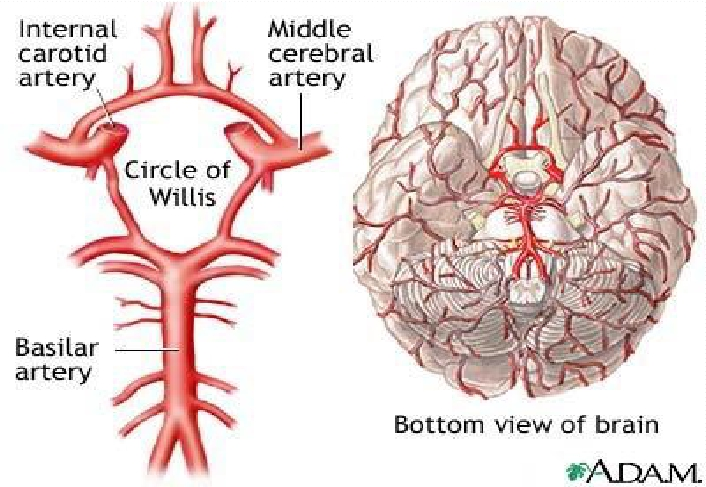 Internal
carotid
artery
Middle
cerebral
artery
Circle of
Willis
Basilar
artery
Bottom view of brain
A.D.A.M.